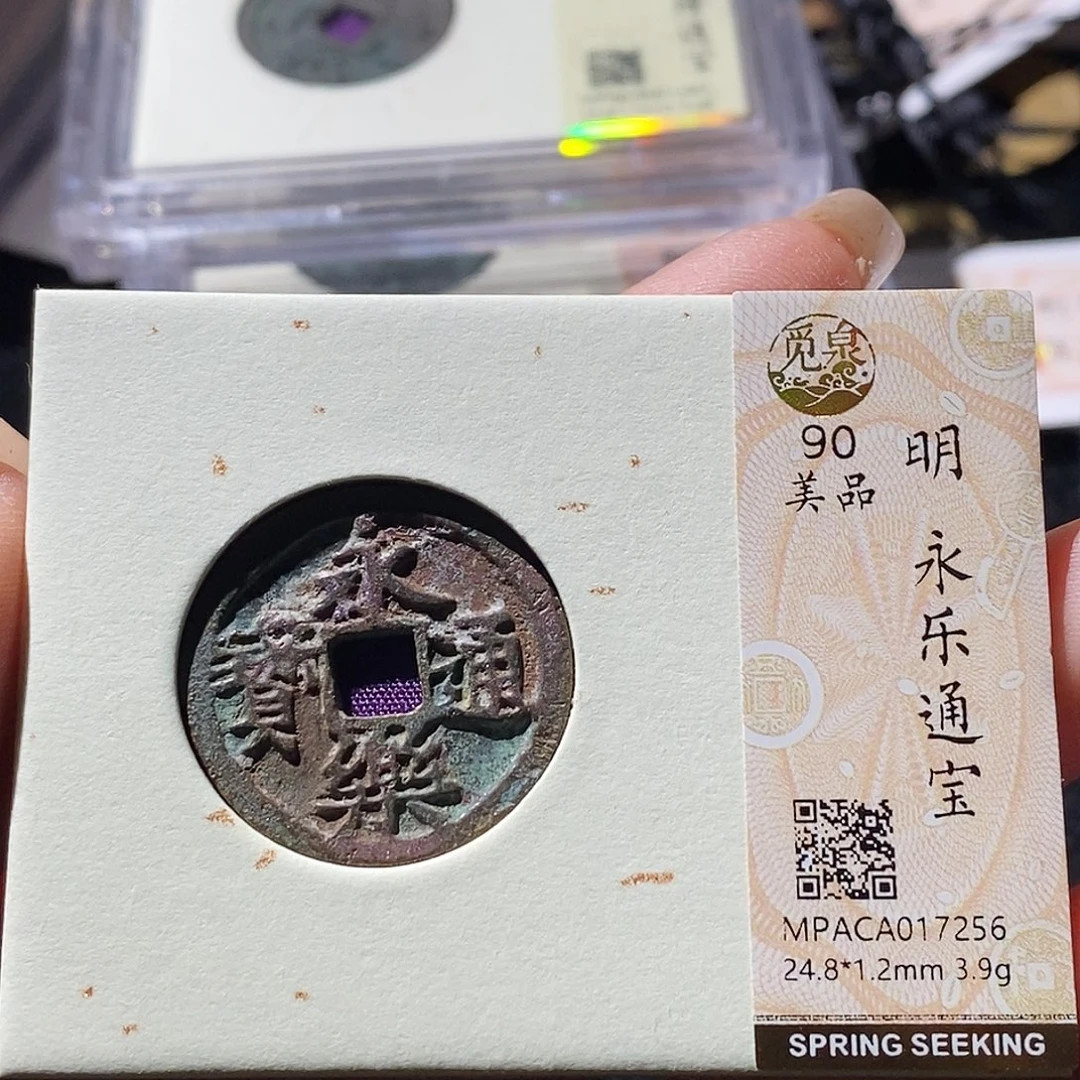 永樂通寶
觅泉
90
美品
明
永乐通宝
MPACA017256
24.8*1.2mm 3.9g
SPRING SEEKING